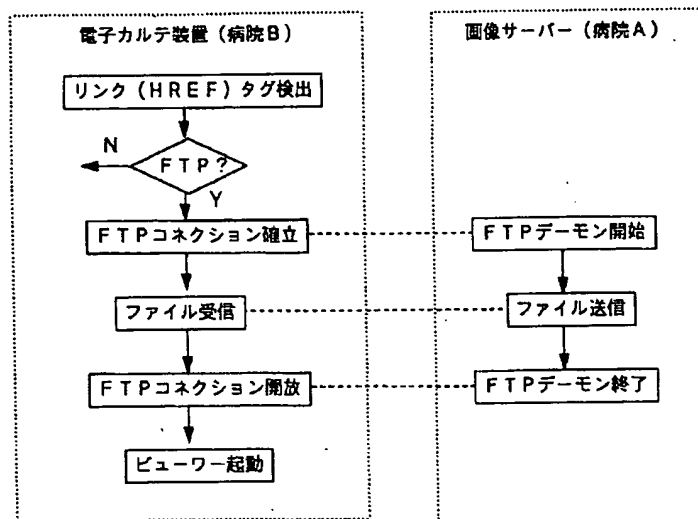 電子カルテ装置(病院B)
リンク(HREF)タグ検出
N
FTP?
Y
FTPコネクション確立
ファイル受信
FTPコネクション開放
ビューワー起動
画像サーバー(病院A)
FTPデーモン開始
ファイル送信
FTPデーモン終了